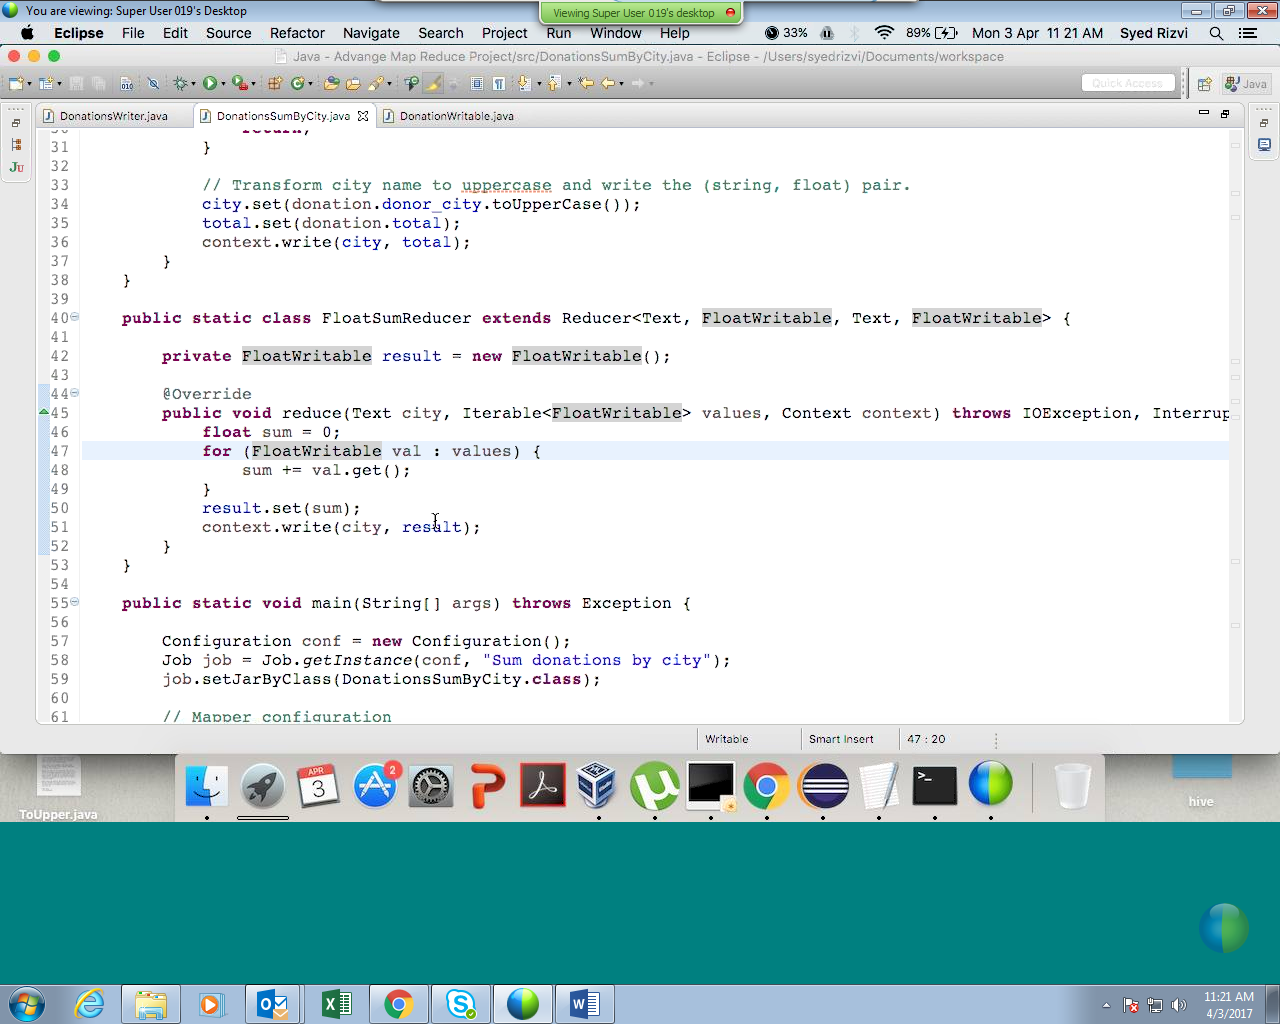 You are viewing: Super User 019's Desktop
Viewing Super User 019's desktop
Eclipse File Edit Source Refactor Navigate Search Project Run Window Help 33% 89% Mon 3 Apr 11:21 AM Syed Rizvi
Java - Advange Map Reduce Project/src/DonationsSumByCity.java - Eclipse - /Users/syedrizvi/Documents/workspace
Quick Access Java
DonationsWriter.java DonationsSumByCity.java DonationWritable.java
30 return;
31 }
32
33 // Transform city name to uppercase and write the (string, float) pair.
34 city.set(donation.donor_city.toUpperCase());
35 total.set(donation.total);
36 context.write(city, total);
37 }
38 }
39
40 public static class FloatSumReducer extends Reducer<Text, FloatWritable, Text, FloatWritable> {
41
42 private FloatWritable result = new FloatWritable();
43
44 @Override
45 public void reduce(Text city, Iterable<FloatWritable> values, Context context) throws IOException, Interrup
46 float sum = 0;
47 for (FloatWritable val : values) {
48 sum += val.get();
49 }
50 result.set(sum);
51 context.write(city, result);
52 }
53 }
54
55 public static void main(String[] args) throws Exception {
56
57 Configuration conf = new Configuration();
58 Job job = Job.getInstance(conf, "Sum donations by city");
59 job.setJarByClass(DonationsSumByCity.class);
60
61 // Mapper configuration
Writable Smart Insert 47 : 20
APR
3
2
ToUpper.java
hive
11:21 AM
4/3/2017